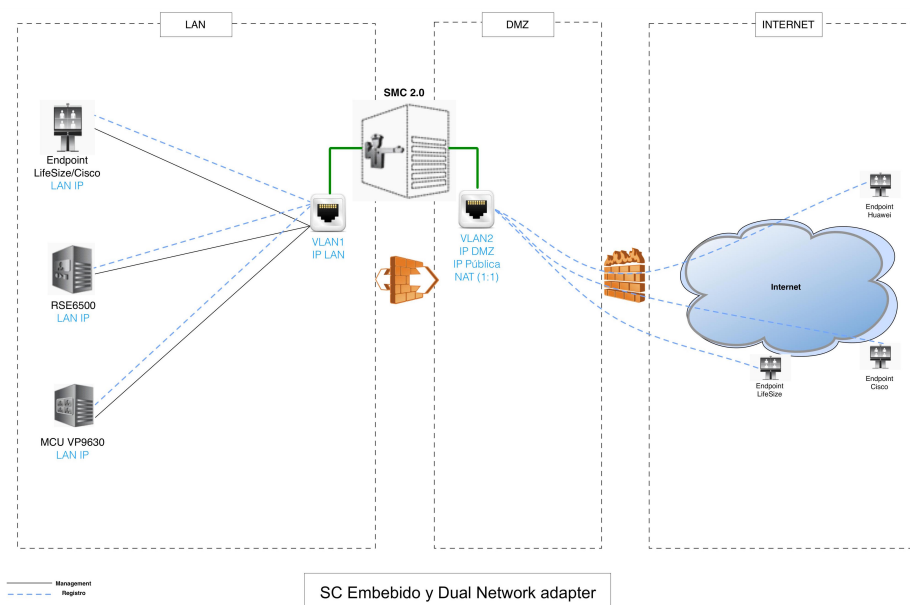 LAN
DMZ
INTERNET
SMC 2.0
Endpoint
LifeSize/Cisco
LAN IP
VLAN1
IP LAN
VLAN2
IP DMZ
IP Pública
NAT (1:1)
Endpoint
Huawei
RSE6500
LAN IP
Internet
Endpoint
LifeSize
Endpoint
Cisco
MCU VP9630
LAN IP
Management
Registro
SC Embebido y Dual Network adapter